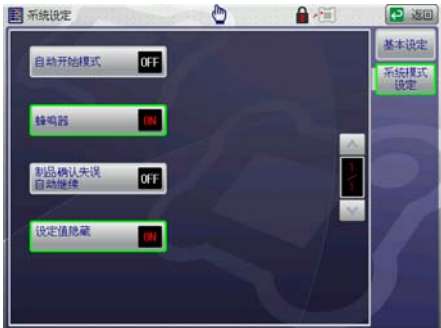 系统设定
返回
基本设定
系统模式
设定
自动开始模式 OFF
蜂鸣器 ON
制品确认失误
自动继续 OFF
设定值隐藏 ON
1/1